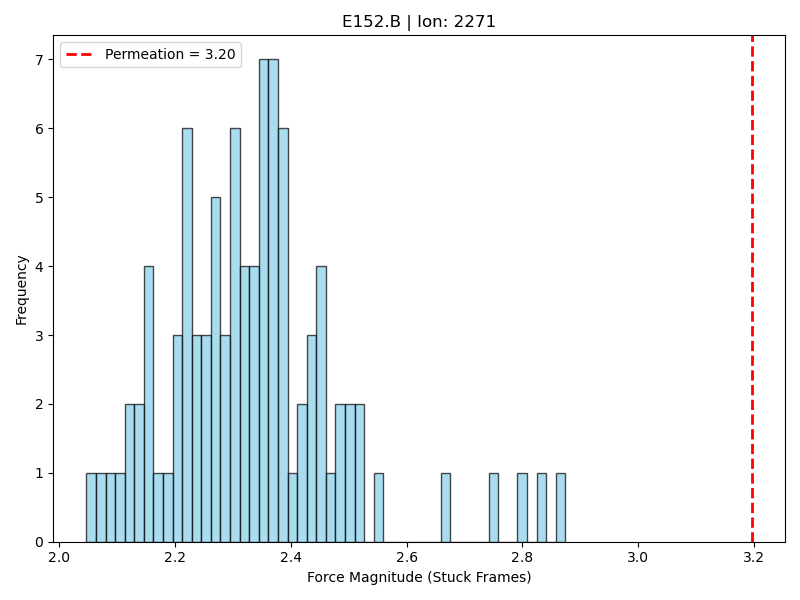 E152.B | Ion: 2271
Permeation = 3.20
7
6
5
4
3
2
1
0
Frequency
2.0 2.2 2.4 2.6 2.8 3.0 3.2
Force Magnitude (Stuck Frames)